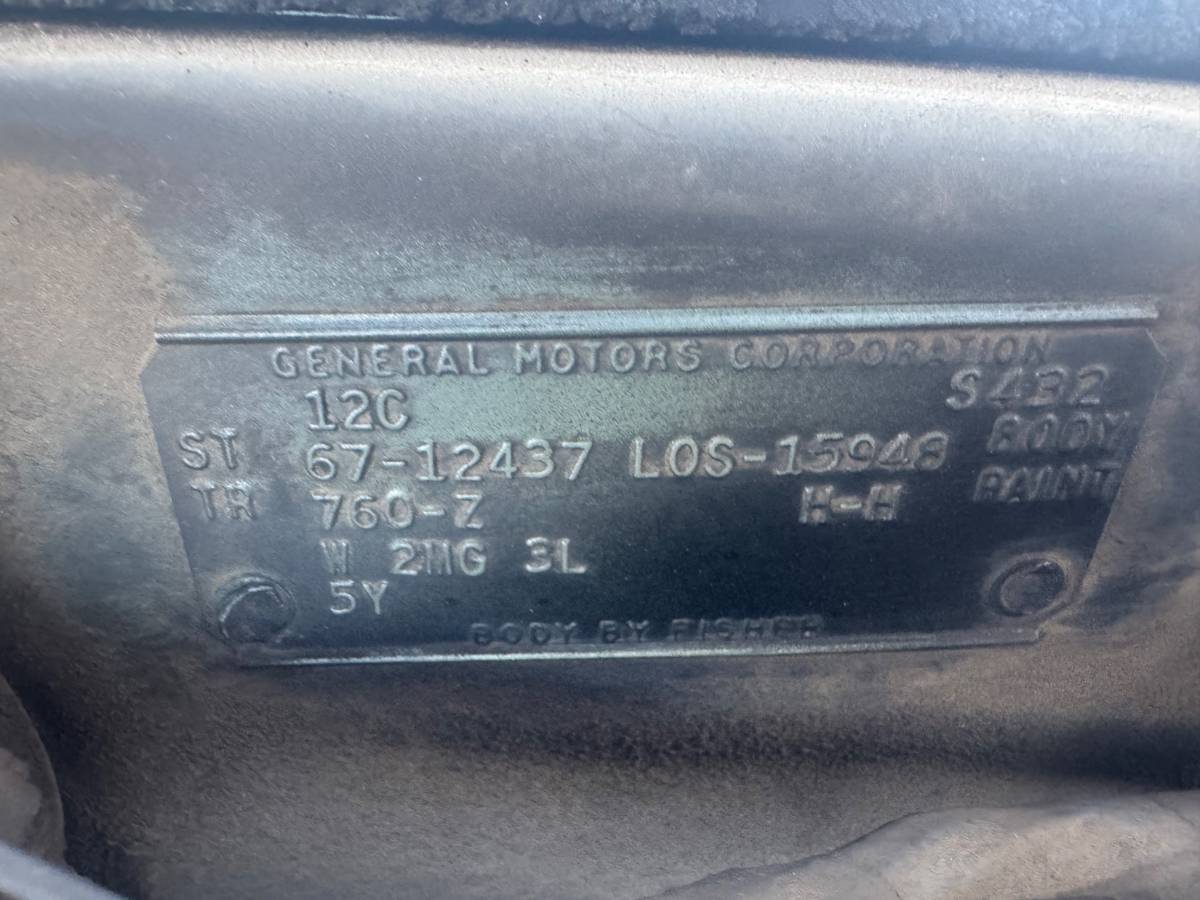 GENERAL MOTORS CORPORATION
12C S4B2
ST 67-12437 LOS-15948 BODY
TR 760-Z H-H PAINT
W 2MG 3L
5Y
BODY BY FISHER